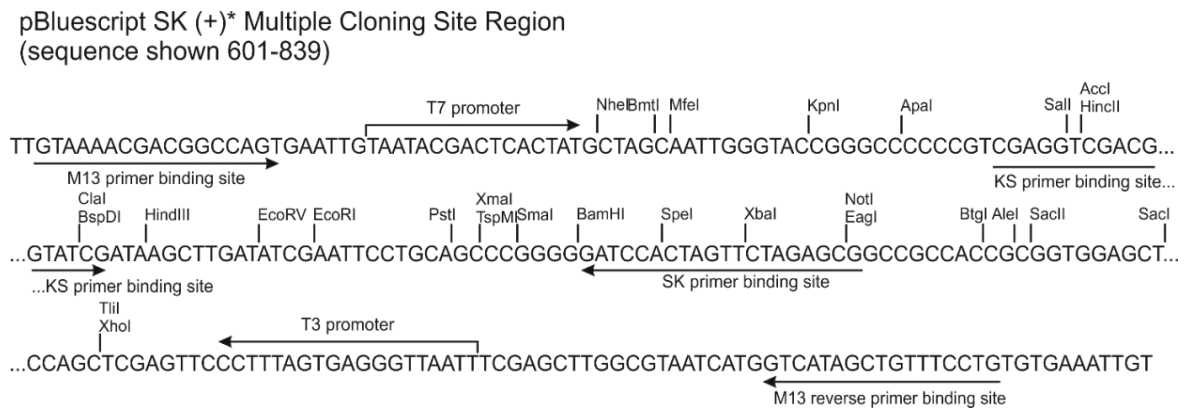 pBluescript SK (+)* Multiple Cloning Site Region
(sequence shown 601-839)
T7 promoter
NheI BmtI MfeI KpnI ApaI SalI AccI
HincII
TTGTAAAACGACGGCCAGTGAATTGTAATACGACTCACTATGCTAGCAATTGGGTACCGGGCCCCCCGTCGAGGTCGACG...
M13 primer binding site KS primer binding site...
ClaI XmaI NotI
BspDI HindIII EcoRV EcoRI PstI TspMI SmaI BamHI SpeI XbaI EagI BtgI AleI SacII SacI
...GTATCGATAAGCTTGATATCGAATTCCTGCAGCCCGGGGGATCCACTAGTTCTAGAGCGGCCGCCACCGCGGTGGAGCT...
...KS primer binding site SK primer binding site
TliI
XhoI T3 promoter
...CCAGCTCGAGTTCCCTTTAGTGAGGGTTAATTTCGAGCTTGGCGTAATCATGGTCATAGCTGTTTCCTGTGTGAAATTGT
M13 reverse primer binding site